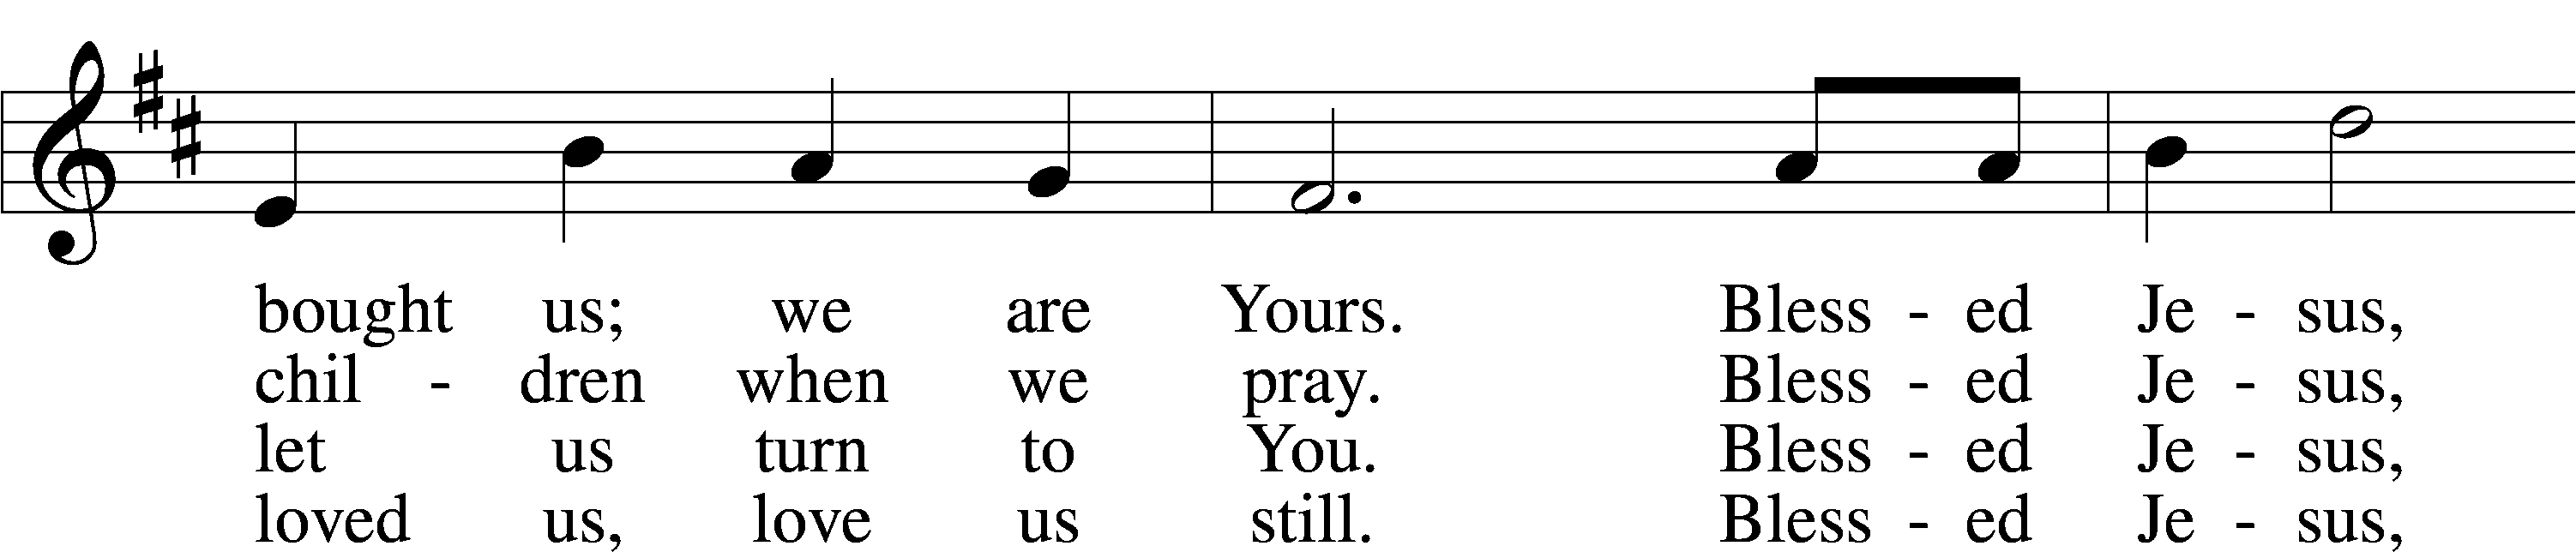 bought us; we are Yours. Bless - ed Je - sus,
chil - dren when we pray. Bless - ed Je - sus,
let us turn to You. Bless - ed Je - sus,
loved us, love us still. Bless - ed Je - sus,